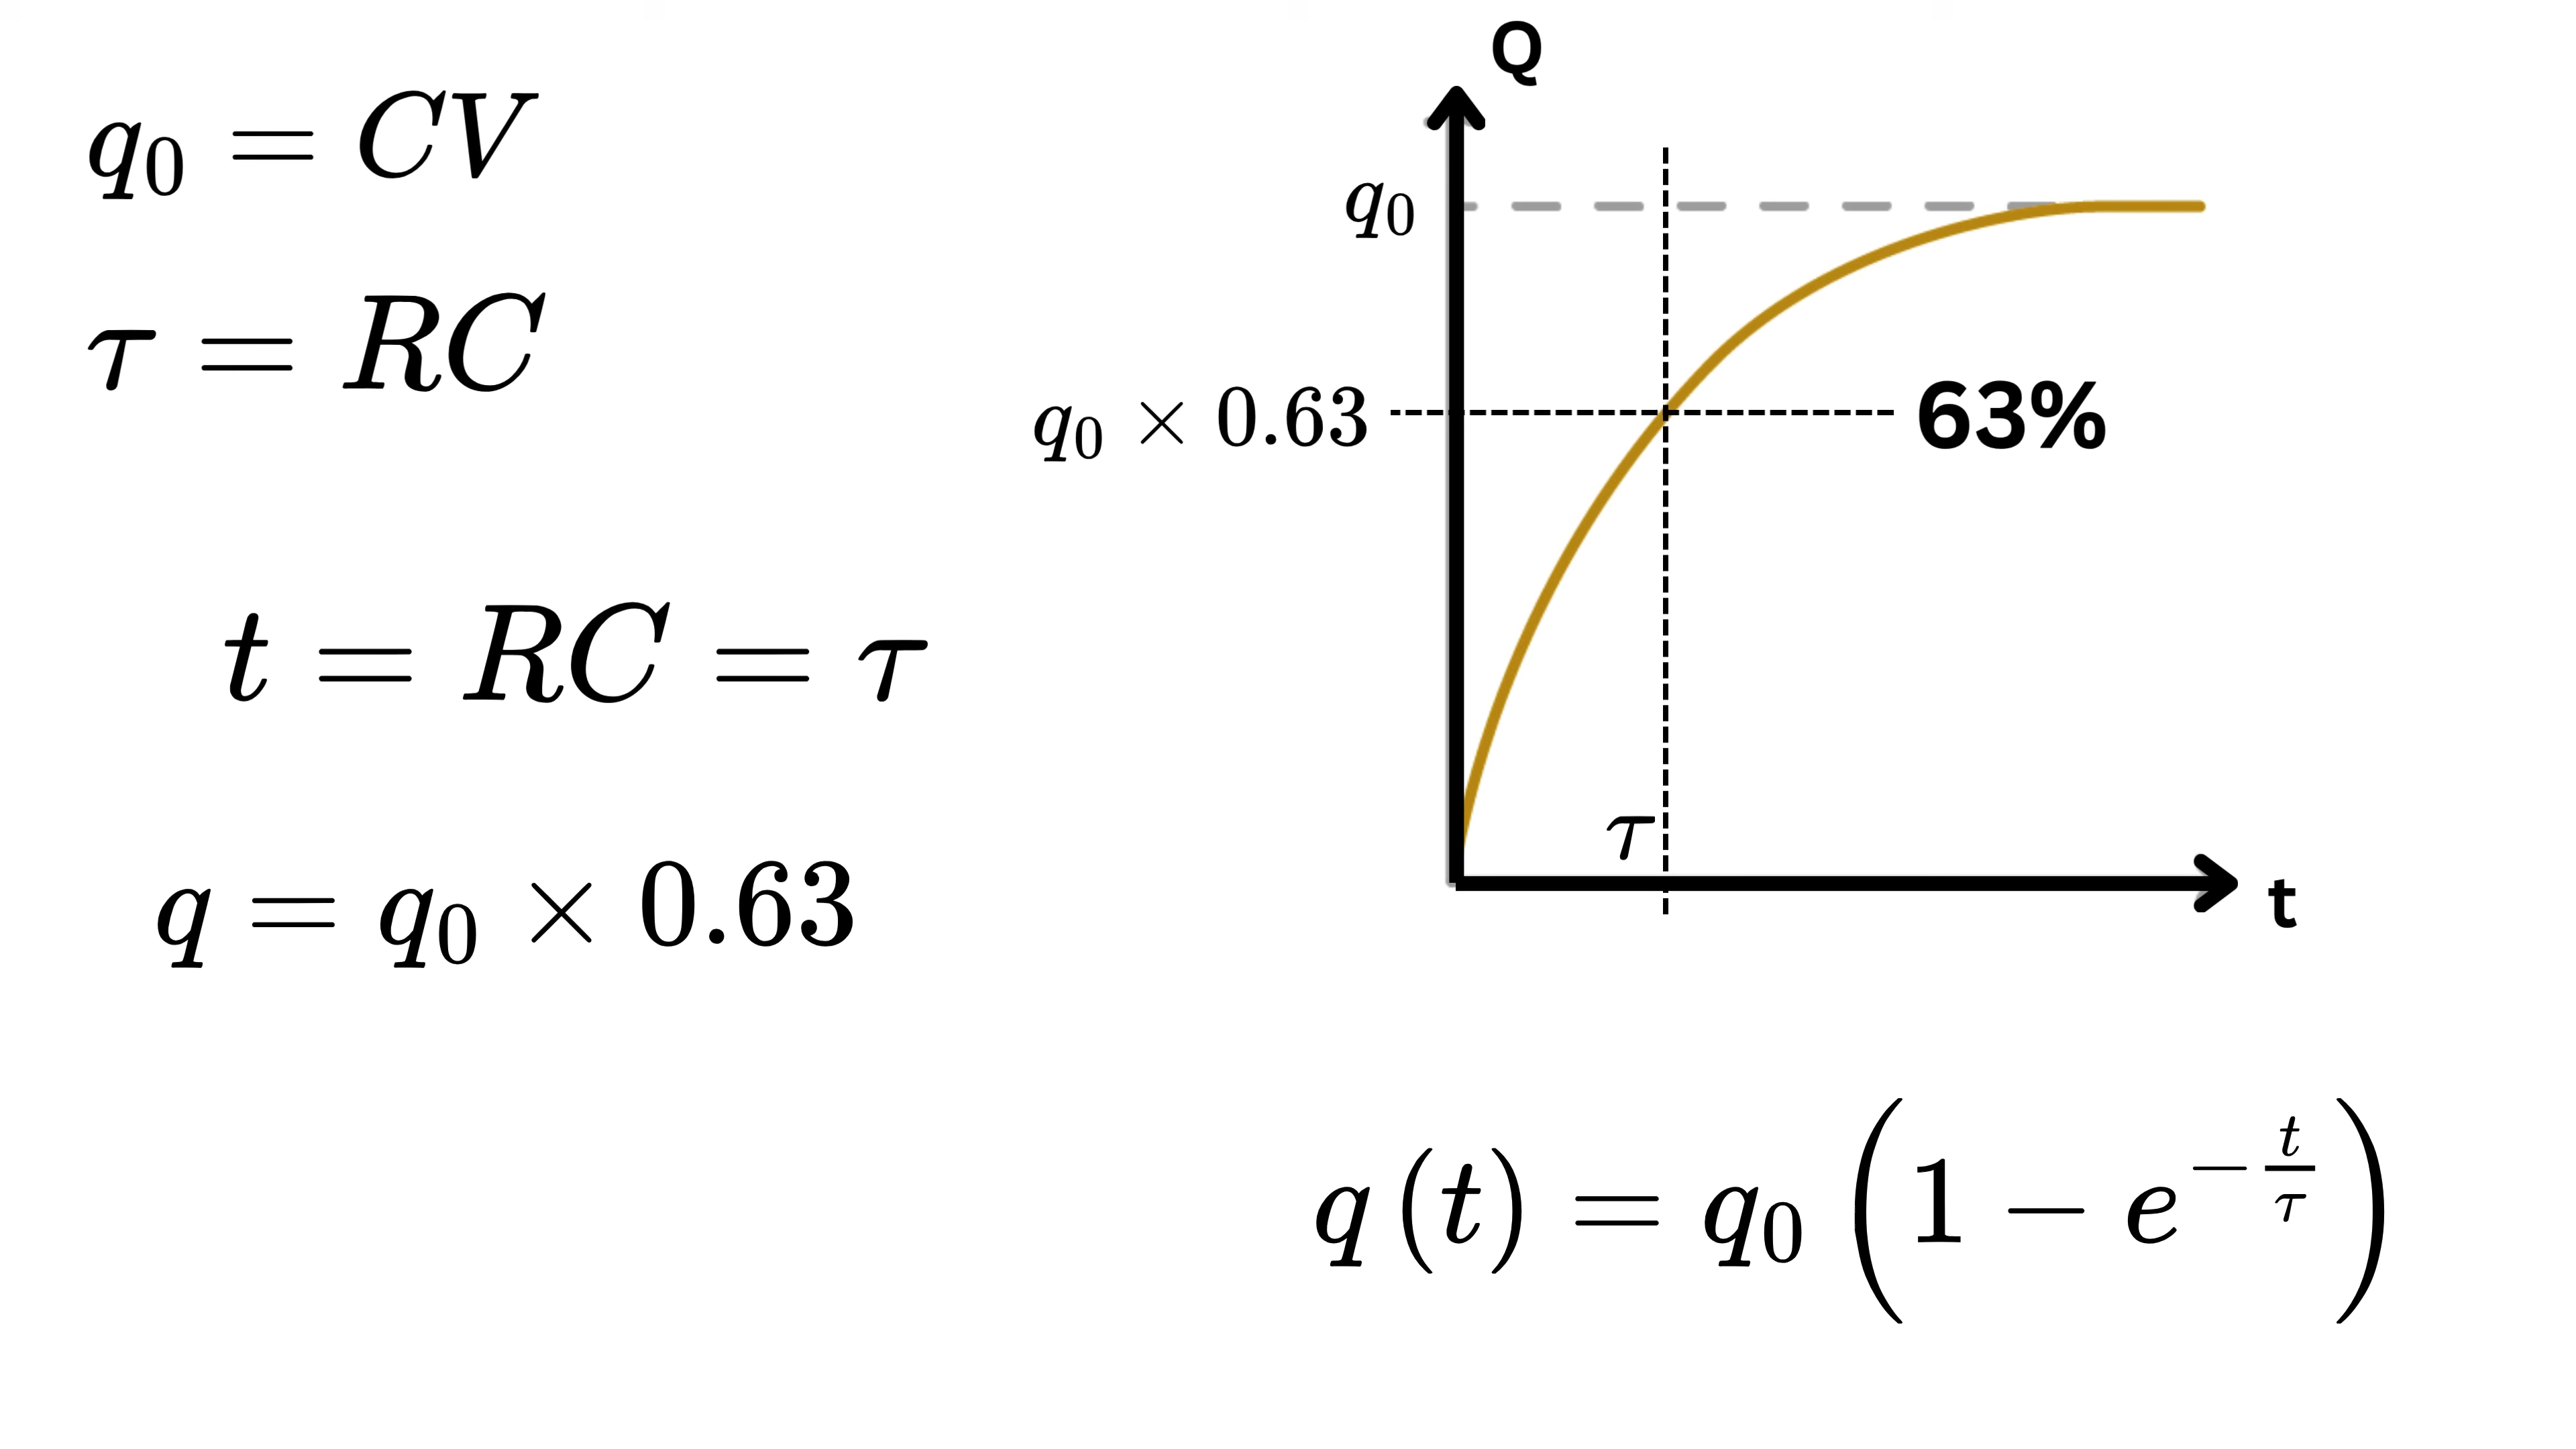 q₀ = CV
τ = RC
t = RC = τ
q = q₀ × 0.63
Q
q₀
q₀ × 0.63
63%
τ
t
q(t) = q₀(1 − e^(−t/τ))